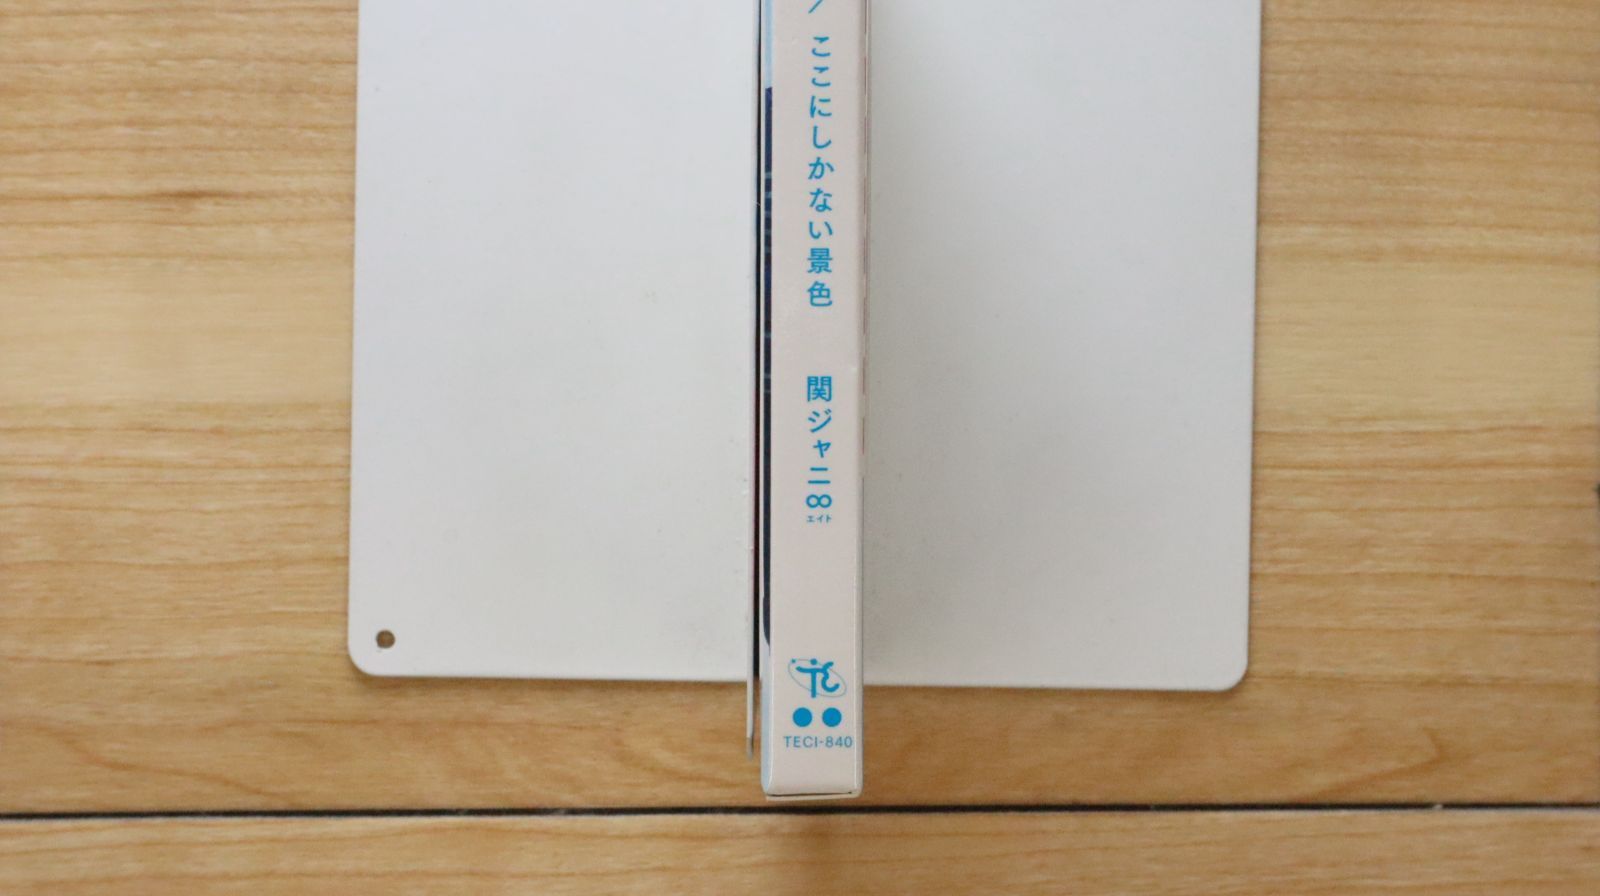 ／ ここにしかない景色 関ジャニ∞
エイト
TECI-840